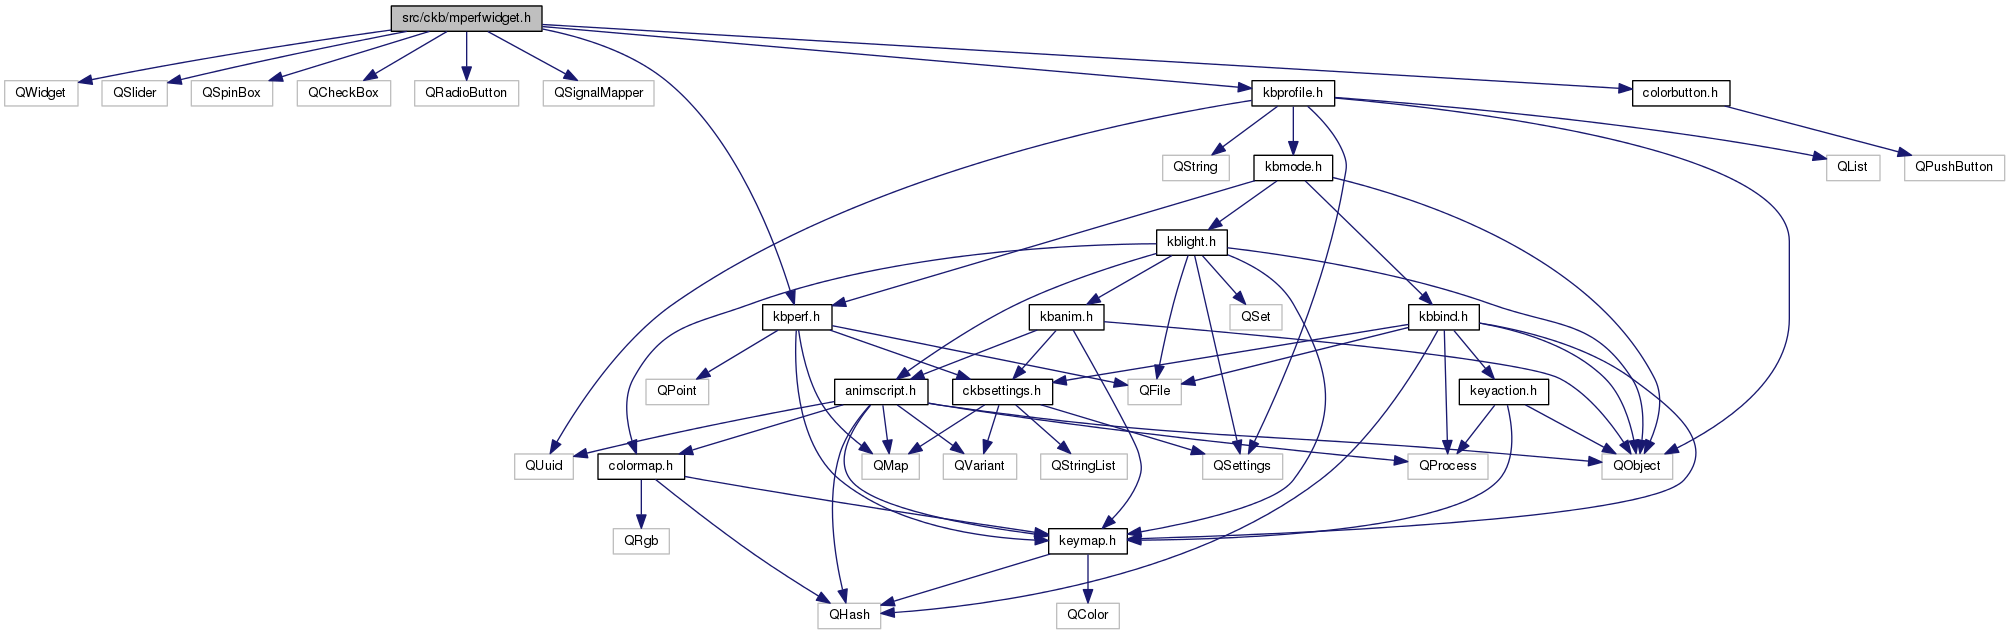 src/ckb/mperfwidget.h
QWidget
QSlider
QSpinBox
QCheckBox
QRadioButton
QSignalMapper
kbprofile.h
colorbutton.h
QString
kbmode.h
QList
QPushButton
kblight.h
kbperf.h
kbanim.h
QSet
kbbind.h
QPoint
animscript.h
ckbsettings.h
QFile
keyaction.h
QUuid
colormap.h
QMap
QVariant
QStringList
QSettings
QProcess
QObject
QRgb
keymap.h
QHash
QColor